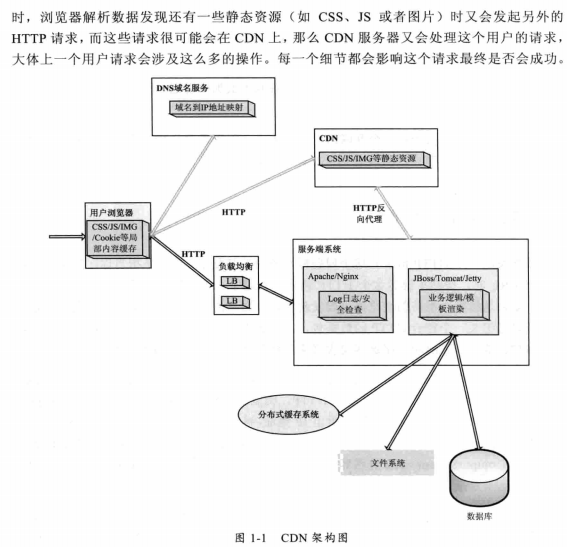 时，浏览器解析数据发现还有一些静态资源（如 CSS、JS 或者图片）时又会发起另外的
HTTP 请求，而这些请求很可能会在 CDN 上，那么 CDN 服务器又会处理这个用户的请求，
大体上一个用户请求会涉及这么多的操作。每一个细节都会影响这个请求最终是否会成功。
DNS域名服务
域名到IP地址映射
CDN
CSS/JS/IMG等静态资源
用户浏览器
CSS/JS/IMG
/Cookie等局
部内容缓存
HTTP
HTTP反
向代理
HTTP
负载均衡
LB
LB
服务端系统
Apache/Nginx
Log日志/安
全检查
JBoss/Tomcat/Jetty
业务逻辑/模
板渲染
分布式缓存系统
文件系统
数据库
图 1-1 CDN 架构图